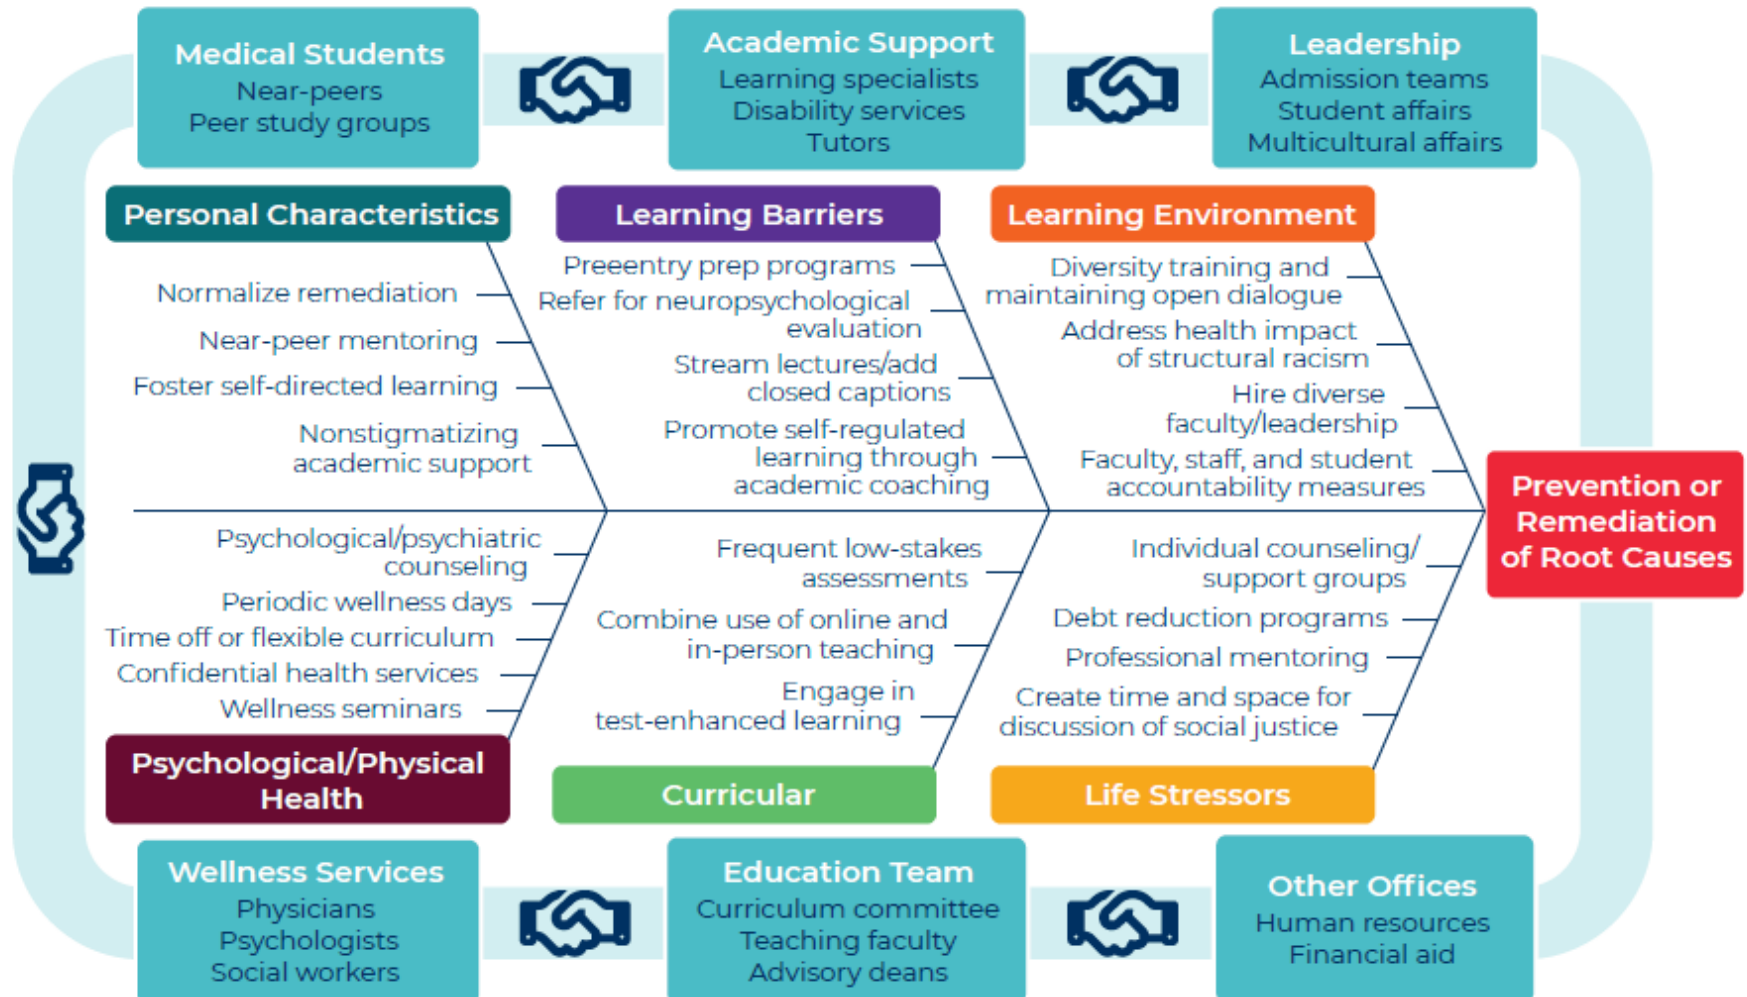 Medical Students
Near-peers
Peer study groups
Academic Support
Learning specialists
Disability services
Tutors
Leadership
Admission teams
Student affairs
Multicultural affairs
Personal Characteristics
Normalize remediation
Near-peer mentoring
Foster self-directed learning
Nonstigmatizing
academic support
Learning Barriers
Preeentry prep programs
Refer for neuropsychological
evaluation
Stream lectures/add
closed captions
Promote self-regulated
learning through
academic coaching
Learning Environment
Diversity training and
maintaining open dialogue
Address health impact
of structural racism
Hire diverse
faculty/leadership
Faculty, staff, and student
accountability measures
Prevention or
Remediation
of Root Causes
Psychological/psychiatric
counseling
Periodic wellness days
Time off or flexible curriculum
Confidential health services
Wellness seminars
Psychological/Physical
Health
Frequent low-stakes
assessments
Combine use of online and
in-person teaching
Engage in
test-enhanced learning
Curricular
Individual counseling/
support groups
Debt reduction programs
Professional mentoring
Create time and space for
discussion of social justice
Life Stressors
Wellness Services
Physicians
Psychologists
Social workers
Education Team
Curriculum committee
Teaching faculty
Advisory deans
Other Offices
Human resources
Financial aid